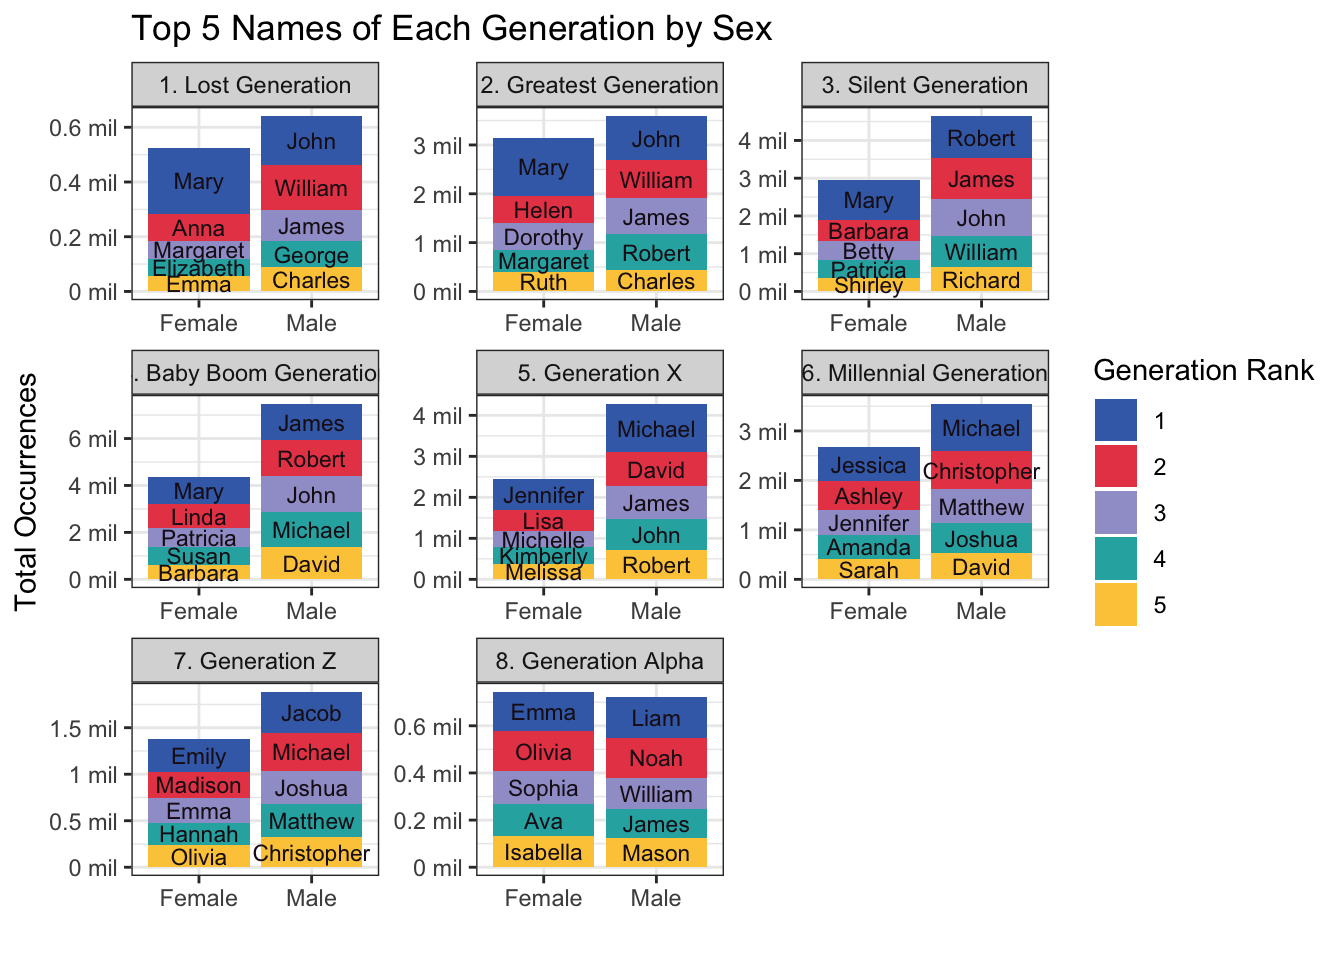 Top 5 Names of Each Generation by Sex
1. Lost Generation
2. Greatest Generation
3. Silent Generation
0.6 mil
0.4 mil
0.2 mil
0 mil
Mary
Anna
Margaret
Elizabeth
Emma
John
William
James
George
Charles
Female
Male
3 mil
2 mil
1 mil
0 mil
Mary
Helen
Dorothy
Margaret
Ruth
John
William
James
Robert
Charles
Female
Male
4 mil
3 mil
2 mil
1 mil
0 mil
Mary
Barbara
Betty
Patricia
Shirley
Robert
James
John
William
Richard
Female
Male
Total Occurrences
. Baby Boom Generation
5. Generation X
6. Millennial Generation
6 mil
4 mil
2 mil
0 mil
Mary
Linda
Patricia
Susan
Barbara
James
Robert
John
Michael
David
Female
Male
4 mil
3 mil
2 mil
1 mil
0 mil
Jennifer
Lisa
Michelle
Kimberly
Melissa
Michael
David
James
John
Robert
Female
Male
3 mil
2 mil
1 mil
0 mil
Jessica
Ashley
Jennifer
Amanda
Sarah
Michael
Christopher
Matthew
Joshua
David
Female
Male
Generation Rank
1
2
3
4
5
7. Generation Z
8. Generation Alpha
1.5 mil
1 mil
0.5 mil
0 mil
Emily
Madison
Emma
Hannah
Olivia
Jacob
Michael
Joshua
Matthew
Christopher
Female
Male
0.6 mil
0.4 mil
0.2 mil
0 mil
Emma
Olivia
Sophia
Ava
Isabella
Liam
Noah
William
James
Mason
Female
Male